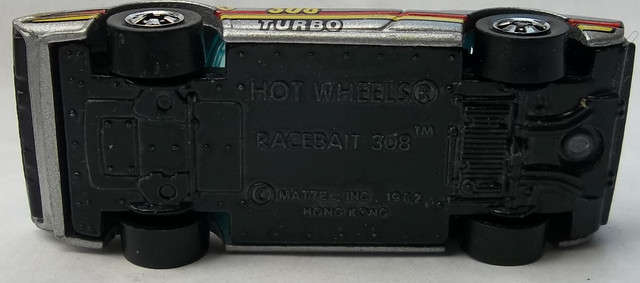 308
TURBO
HOT WHEELS®
RACEBAIT 308™
© MATTEL INC. 1982
HONG KONG